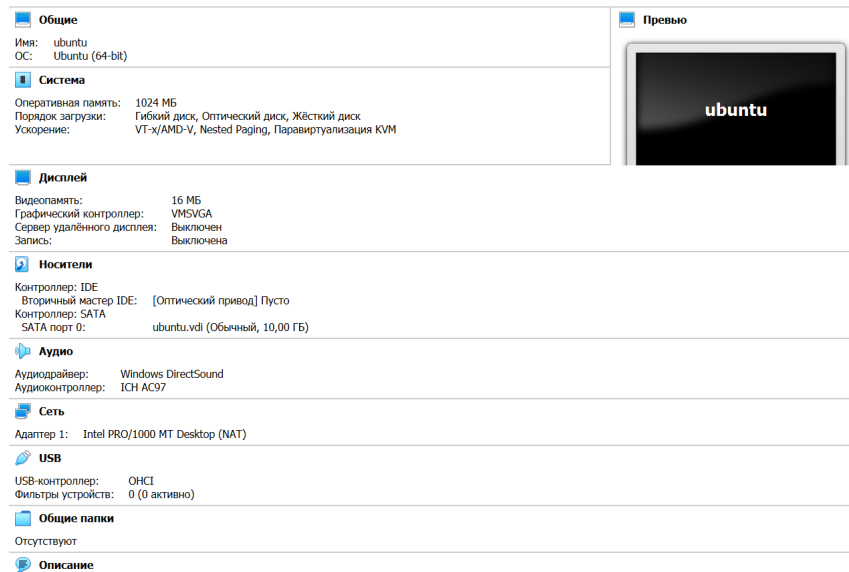 Общие
Имя: ubuntu
ОС: Ubuntu (64-bit)
Превью
ubuntu
Система
Оперативная память: 1024 МБ
Порядок загрузки: Гибкий диск, Оптический диск, Жёсткий диск
Ускорение: VT-x/AMD-V, Nested Paging, Паравиртуализация KVM
Дисплей
Видеопамять: 16 МБ
Графический контроллер: VMSVGA
Сервер удалённого дисплея: Выключен
Запись: Выключена
Носители
Контроллер: IDE
Вторичный мастер IDE: [Оптический привод] Пусто
Контроллер: SATA
SATA порт 0: ubuntu.vdi (Обычный, 10,00 ГБ)
Аудио
Аудиодрайвер: Windows DirectSound
Аудиоконтроллер: ICH AC97
Сеть
Адаптер 1: Intel PRO/1000 MT Desktop (NAT)
USB
USB-контроллер: OHCI
Фильтры устройств: 0 (0 активно)
Общие папки
Отсутствуют
Описание